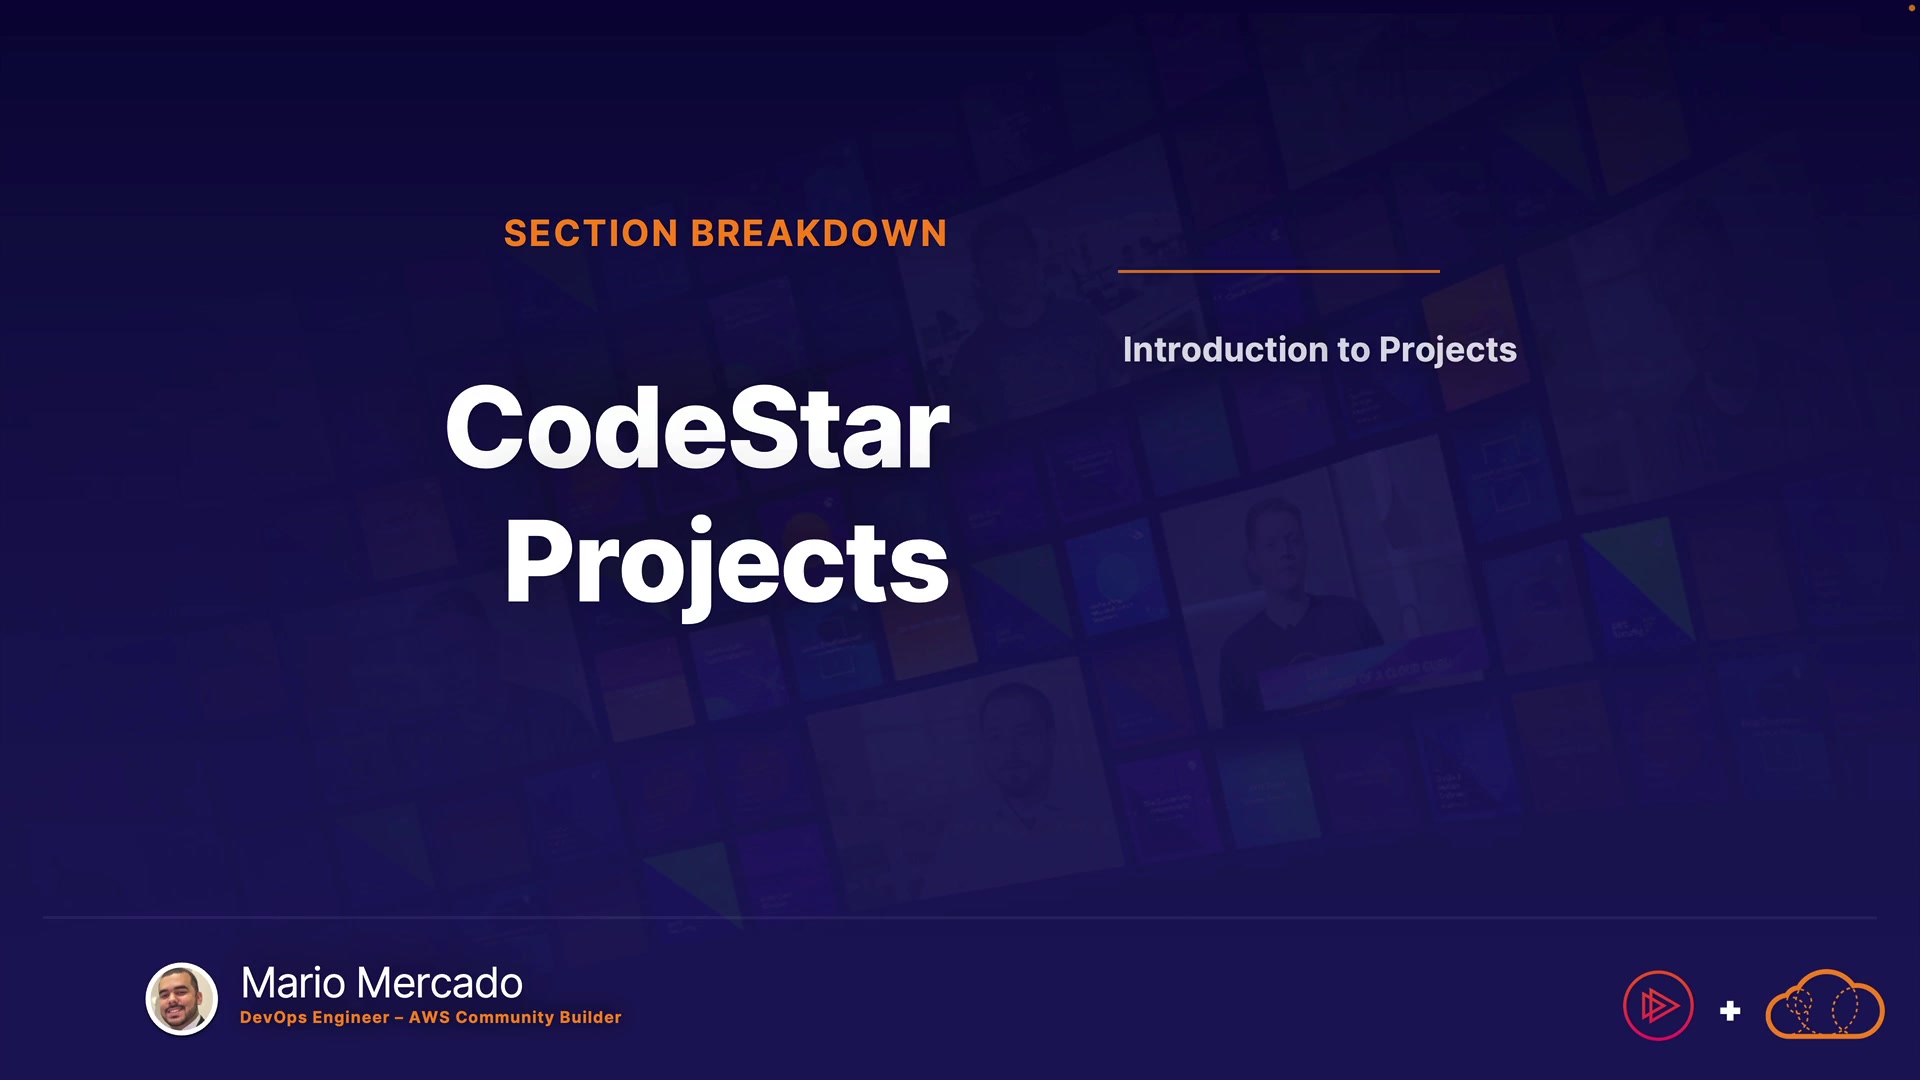 SECTION BREAKDOWN
CodeStar
Projects
Introduction to Projects
Mario Mercado
DevOps Engineer – AWS Community Builder